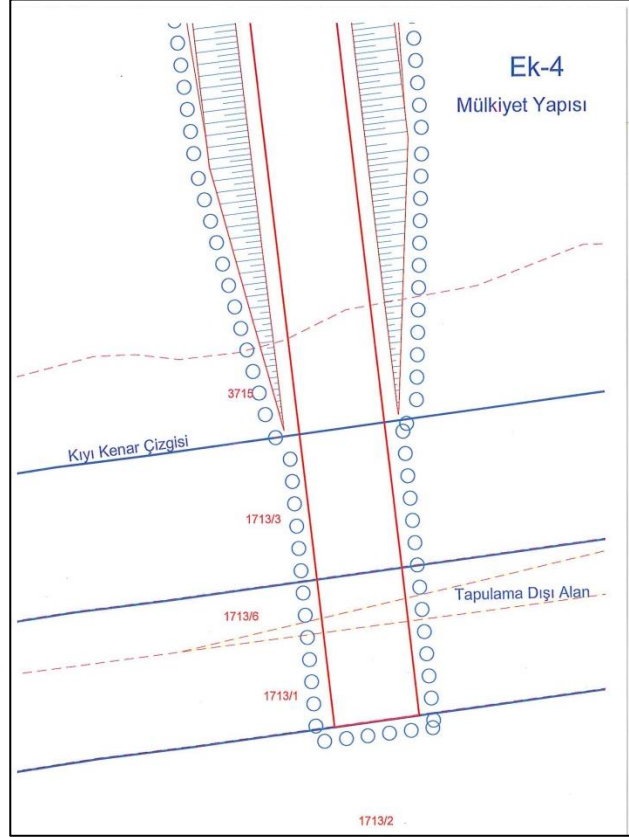 Ek-4
Mülkiyet Yapısı
3715
Kıyı Kenar Çizgisi
1713/3
Tapulama Dışı Alan
1713/6
1713/1
1713/2